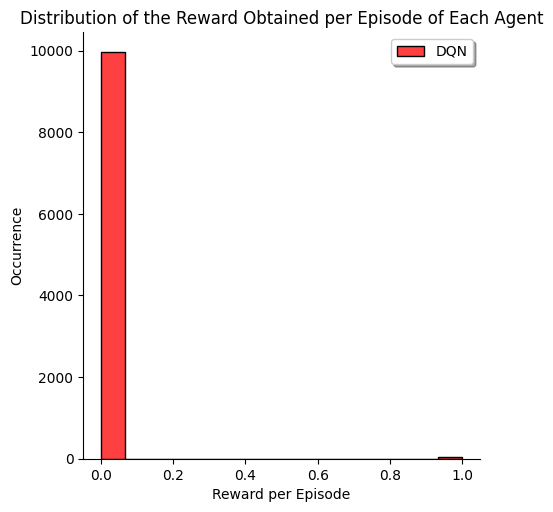 Distribution of the Reward Obtained per Episode of Each Agent
DQN
10000
8000
6000
4000
2000
0
Occurrence
0.0 0.2 0.4 0.6 0.8 1.0
Reward per Episode